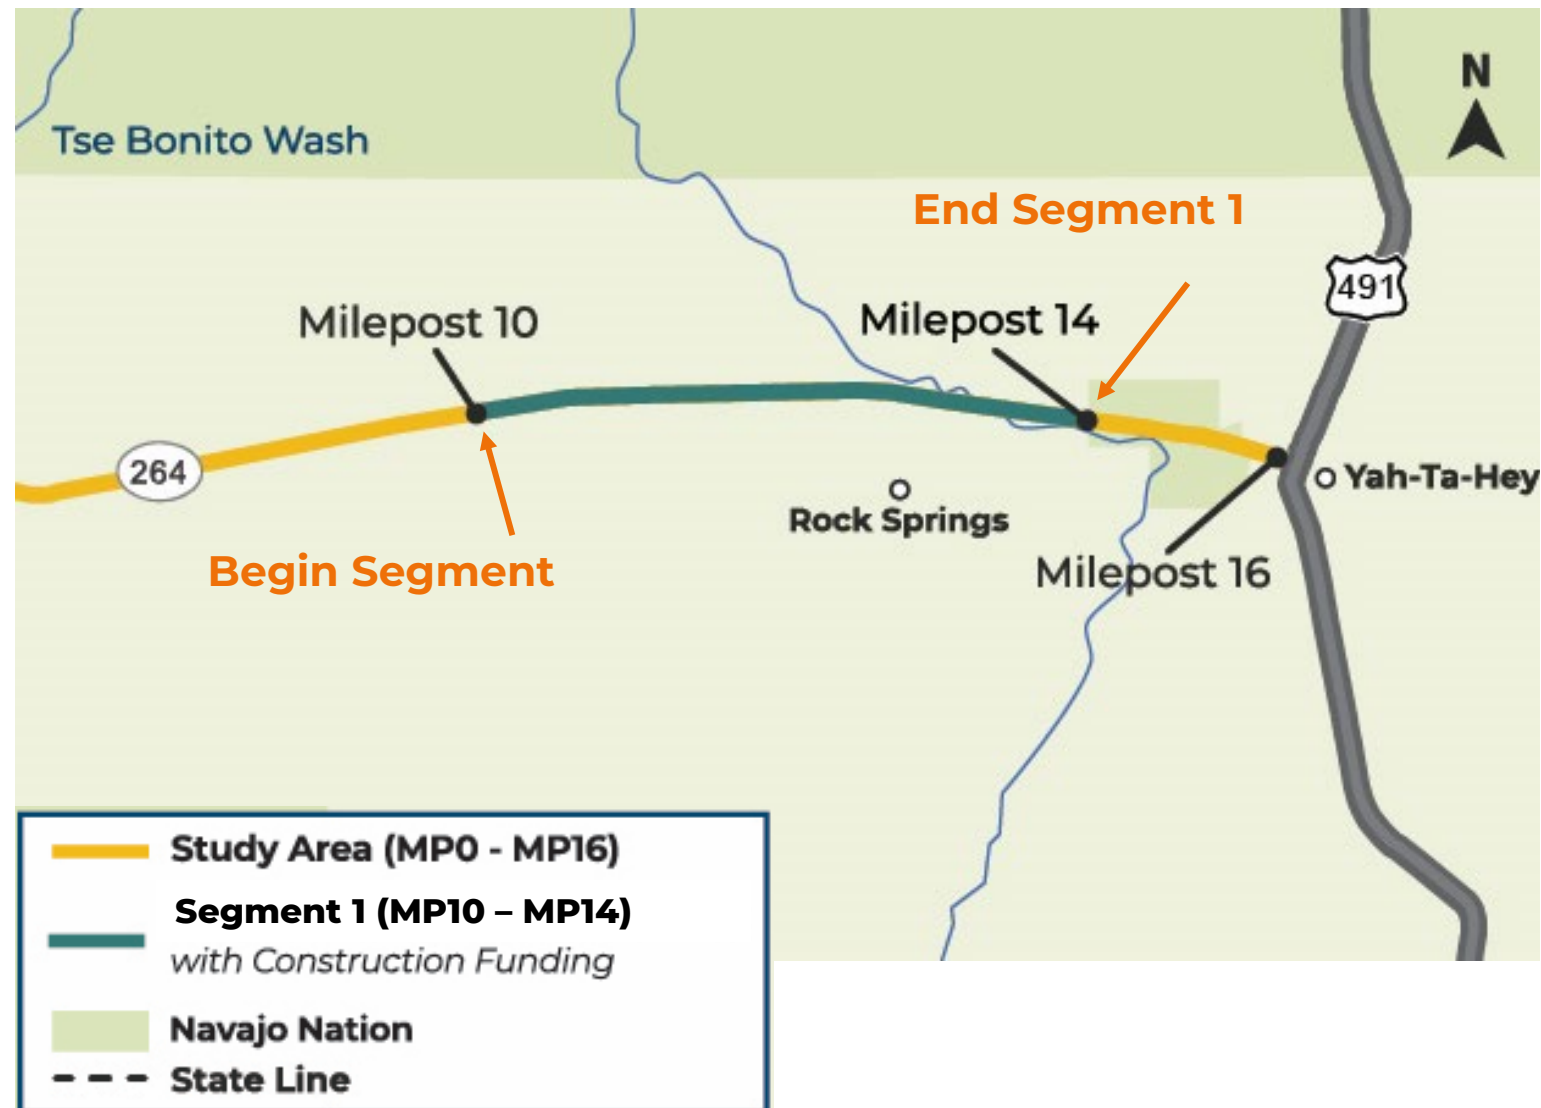 N
Tse Bonito Wash
End Segment 1
491
Milepost 10
Milepost 14
264
Yah-Ta-Hey
Rock Springs
Begin Segment
Milepost 16
Study Area (MP0 - MP16)
Segment 1 (MP10 – MP14)
with Construction Funding
Navajo Nation
State Line